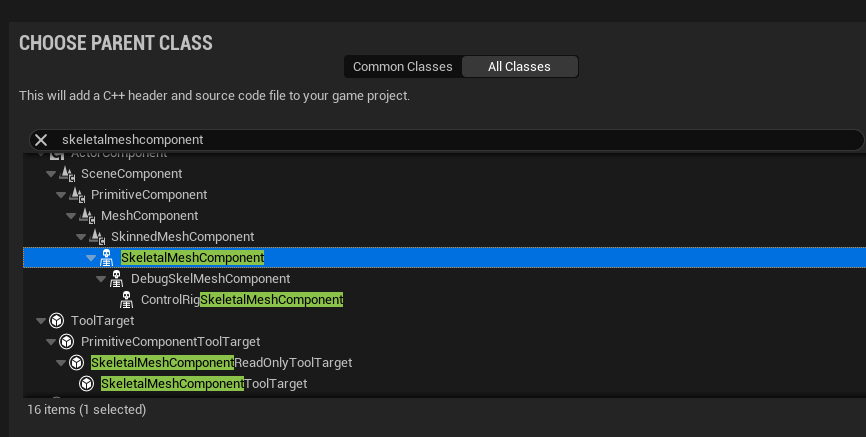 CHOOSE PARENT CLASS
Common Classes All Classes
This will add a C++ header and source code file to your game project.
skeletalmeshcomponent
ActorComponent
SceneComponent
PrimitiveComponent
MeshComponent
SkinnedMeshComponent
SkeletalMeshComponent
DebugSkelMeshComponent
ControlRigSkeletalMeshComponent
ToolTarget
PrimitiveComponentToolTarget
SkeletalMeshComponentReadOnlyToolTarget
SkeletalMeshComponentToolTarget
16 items (1 selected)